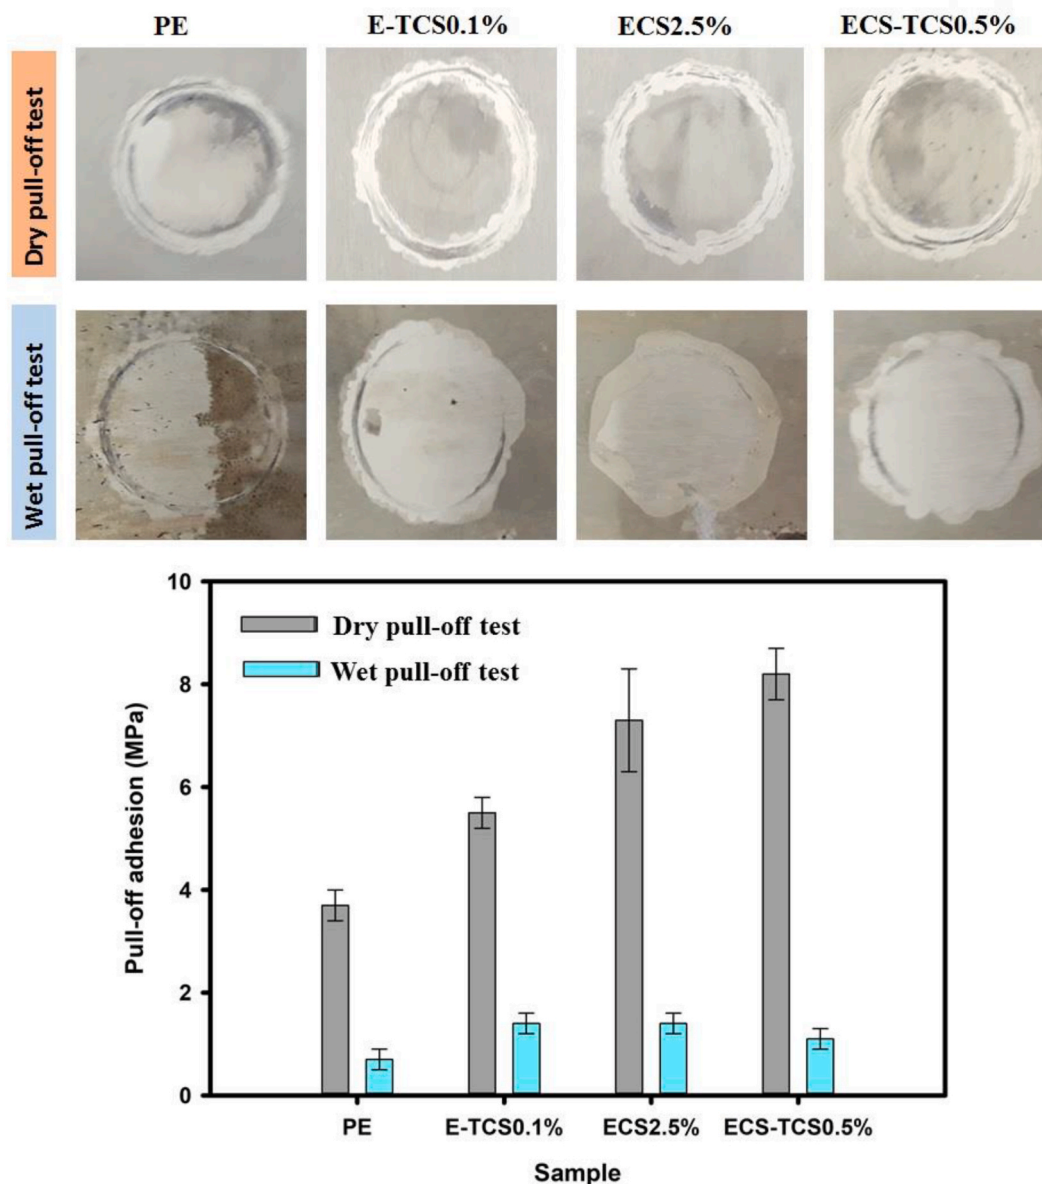 PE
E-TCS0.1%
ECS2.5%
ECS-TCS0.5%
Dry pull-off test
Wet pull-off test
10
8
6
4
2
0
Pull-off adhesion (MPa)
Dry pull-off test
Wet pull-off test
PE
E-TCS0.1%
ECS2.5%
ECS-TCS0.5%
Sample